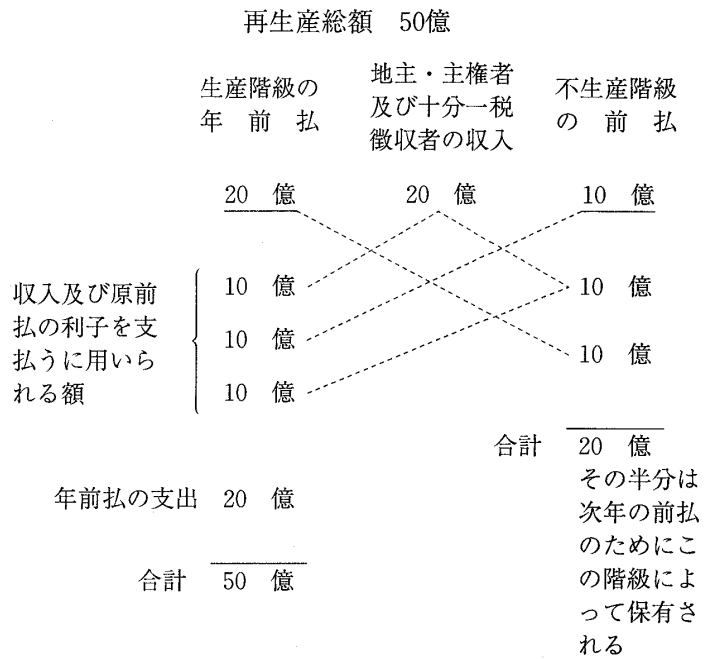 再生産総額 50億
生産階級の
年前払
地主・主権者
及び十分一税
徴収者の収入
不生産階級
の前払
20 億
20 億
10 億
収入及び原前
払の利子を支
払うに用いら
れる額
10 億
10 億
10 億
10 億
10 億
合計 20 億
その半分は
次年の前払
のためにこ
の階級によ
って保有さ
れる
年前払の支出 20 億
合計 50 億